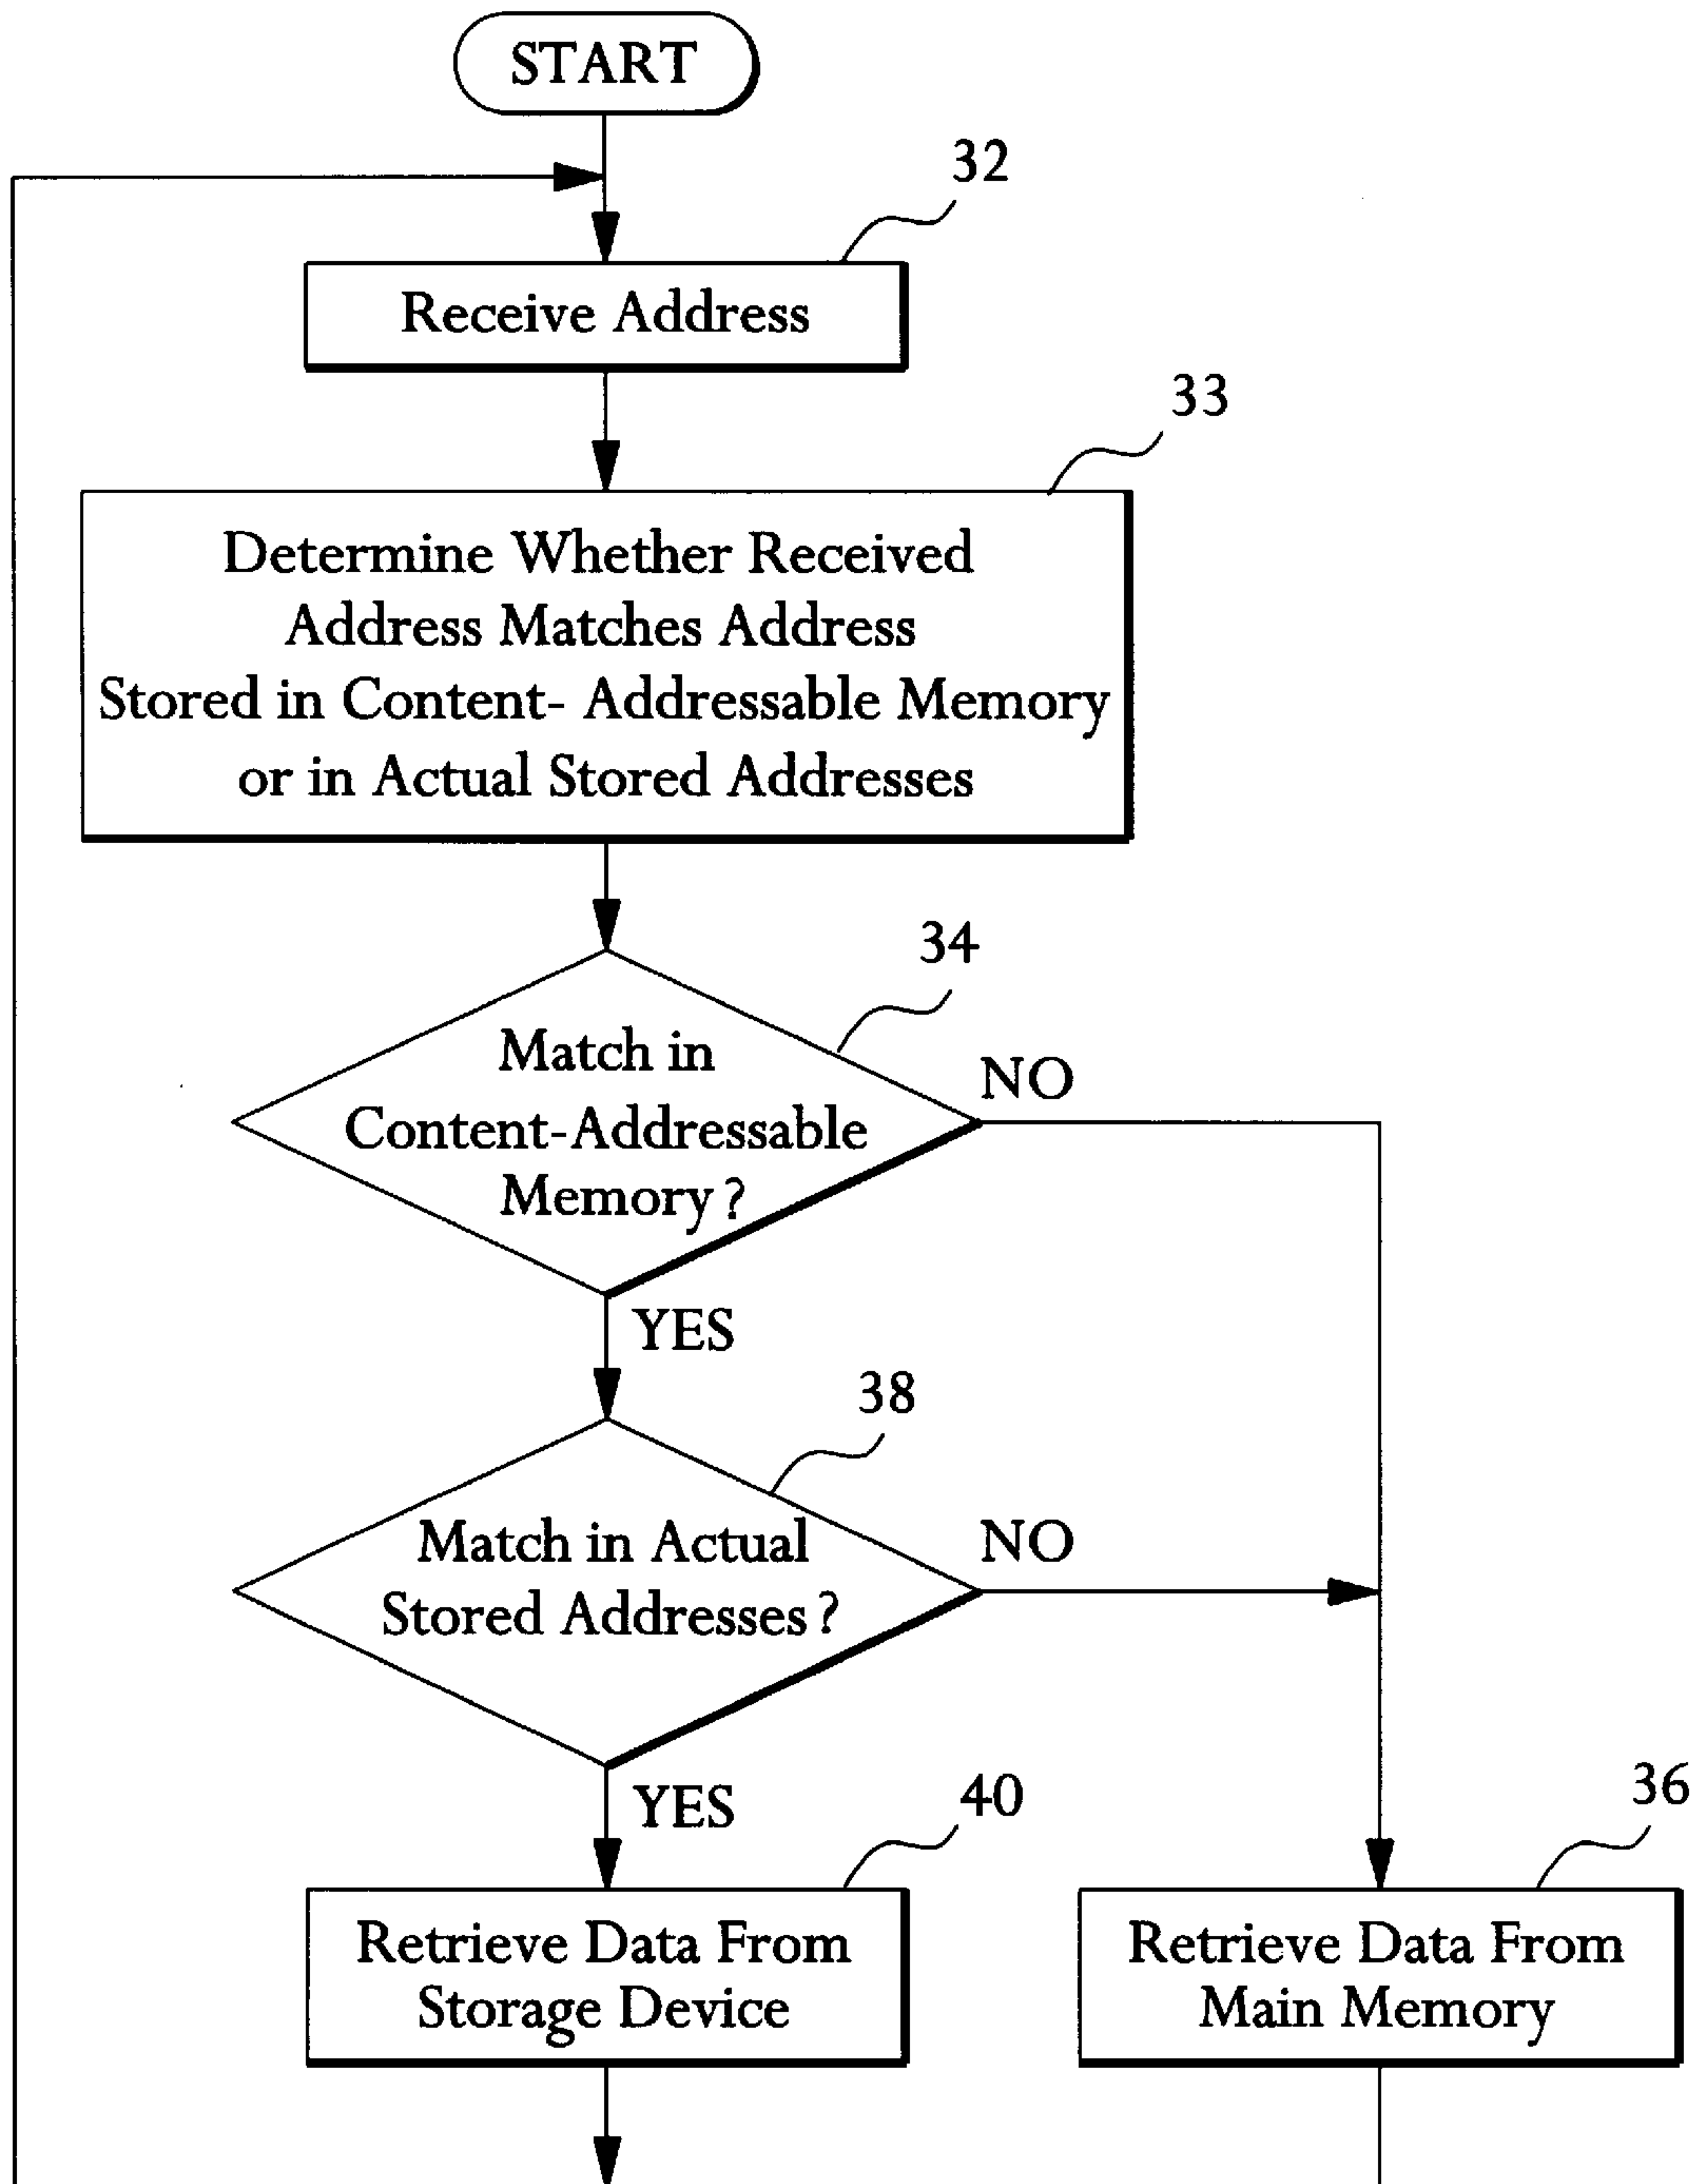 START
32
Receive Address
33
Determine Whether Received
Address Matches Address
Stored in Content- Addressable Memory
or in Actual Stored Addresses
34
Match in
Content-Addressable
Memory?
NO
YES
38
Match in Actual
Stored Addresses?
NO
YES
40
36
Retrieve Data From
Storage Device
Retrieve Data From
Main Memory